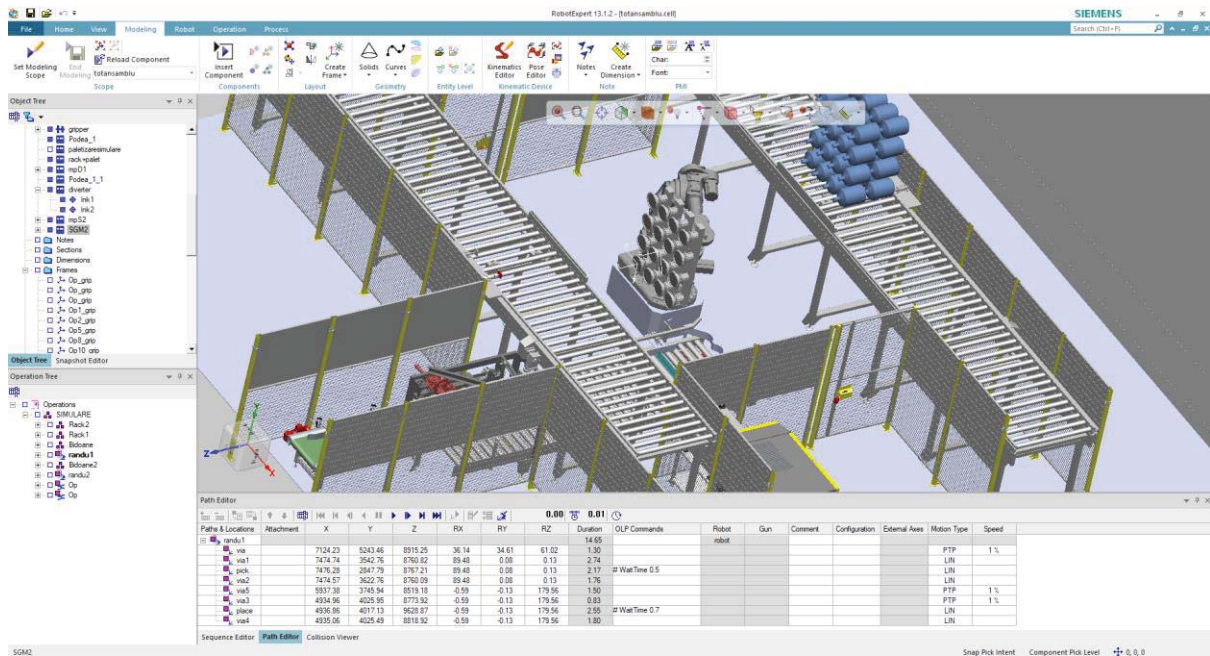 RobotExpert 13.1.2 - [totansamblu.cell]
SIEMENS
File Home View Modeling Robot Operation Process
Search (Ctrl+F)
Set Modeling Scope
End Modeling
Reload Component
totansamblu
Scope
Insert Component
Components
Create Frame
Layout
Solids Curves
Geometry
Entity Level
Kinematics Editor
Pose Editor
Kinematic Device
Notes
Create Dimension
Note
Char:
Font:
PMI
Object Tree
gripper
Podea_1
paletizaresimulare
rack+palet
mpD1
Podea_1_1
diverter
lnk1
lnk2
mpS2
SGM2
Notes
Sections
Dimensions
Frames
Op_grip
Op_grip
Op_grip
Op1_grip
Op2_grip
Op5_grip
Op8_grip
Op10_grip
Object Tree Snapshot Editor
Operation Tree
Operations
SIMULARE
Rack2
Rack1
Bidoane
randu1
Bidoane2
randu2
Op
Op
Z
Y
X
Path Editor
0.00 0.01
Paths & Locations Attachment X Y Z RX RY RZ Duration OLP Commands Robot Gun Comment Configuration External Axes Motion Type Speed
randu1 14.65 robot
via 7124.23 5243.46 8915.25 36.14 34.61 61.02 1.30 PTP 1 %
via1 7474.74 3542.76 8760.82 89.48 0.08 0.13 2.74 LIN
pick 7476.28 2847.79 8767.21 89.48 0.08 0.13 2.17 # WaitTime 0.5 LIN
via2 7474.57 3622.76 8760.09 89.48 0.08 0.13 1.76 LIN
via5 5937.38 3745.94 8519.18 -0.59 -0.13 179.56 1.50 PTP 1 %
via3 4934.96 4025.95 8773.92 -0.59 -0.13 179.56 0.83 PTP 1 %
place 4936.86 4017.13 9628.87 -0.59 -0.13 179.56 2.55 # WaitTime 0.7 LIN
via4 4935.06 4025.49 8818.92 -0.59 -0.13 179.56 1.80 LIN
Sequence Editor Path Editor Collision Viewer
SGM2
Snap Pick Intent Component Pick Level 0, 0, 0